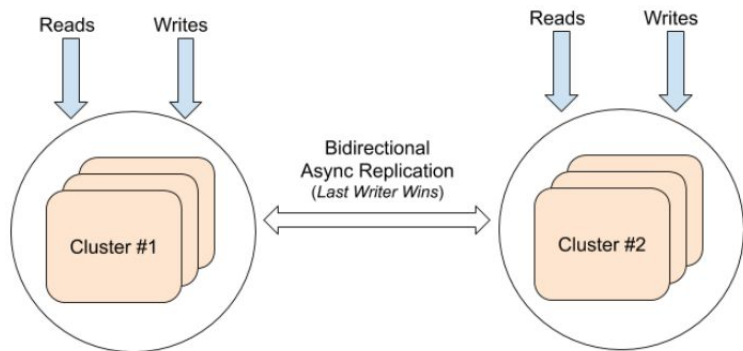 Reads
Writes
Reads
Writes
Bidirectional
Async Replication
(Last Writer Wins)
Cluster #1
Cluster #2